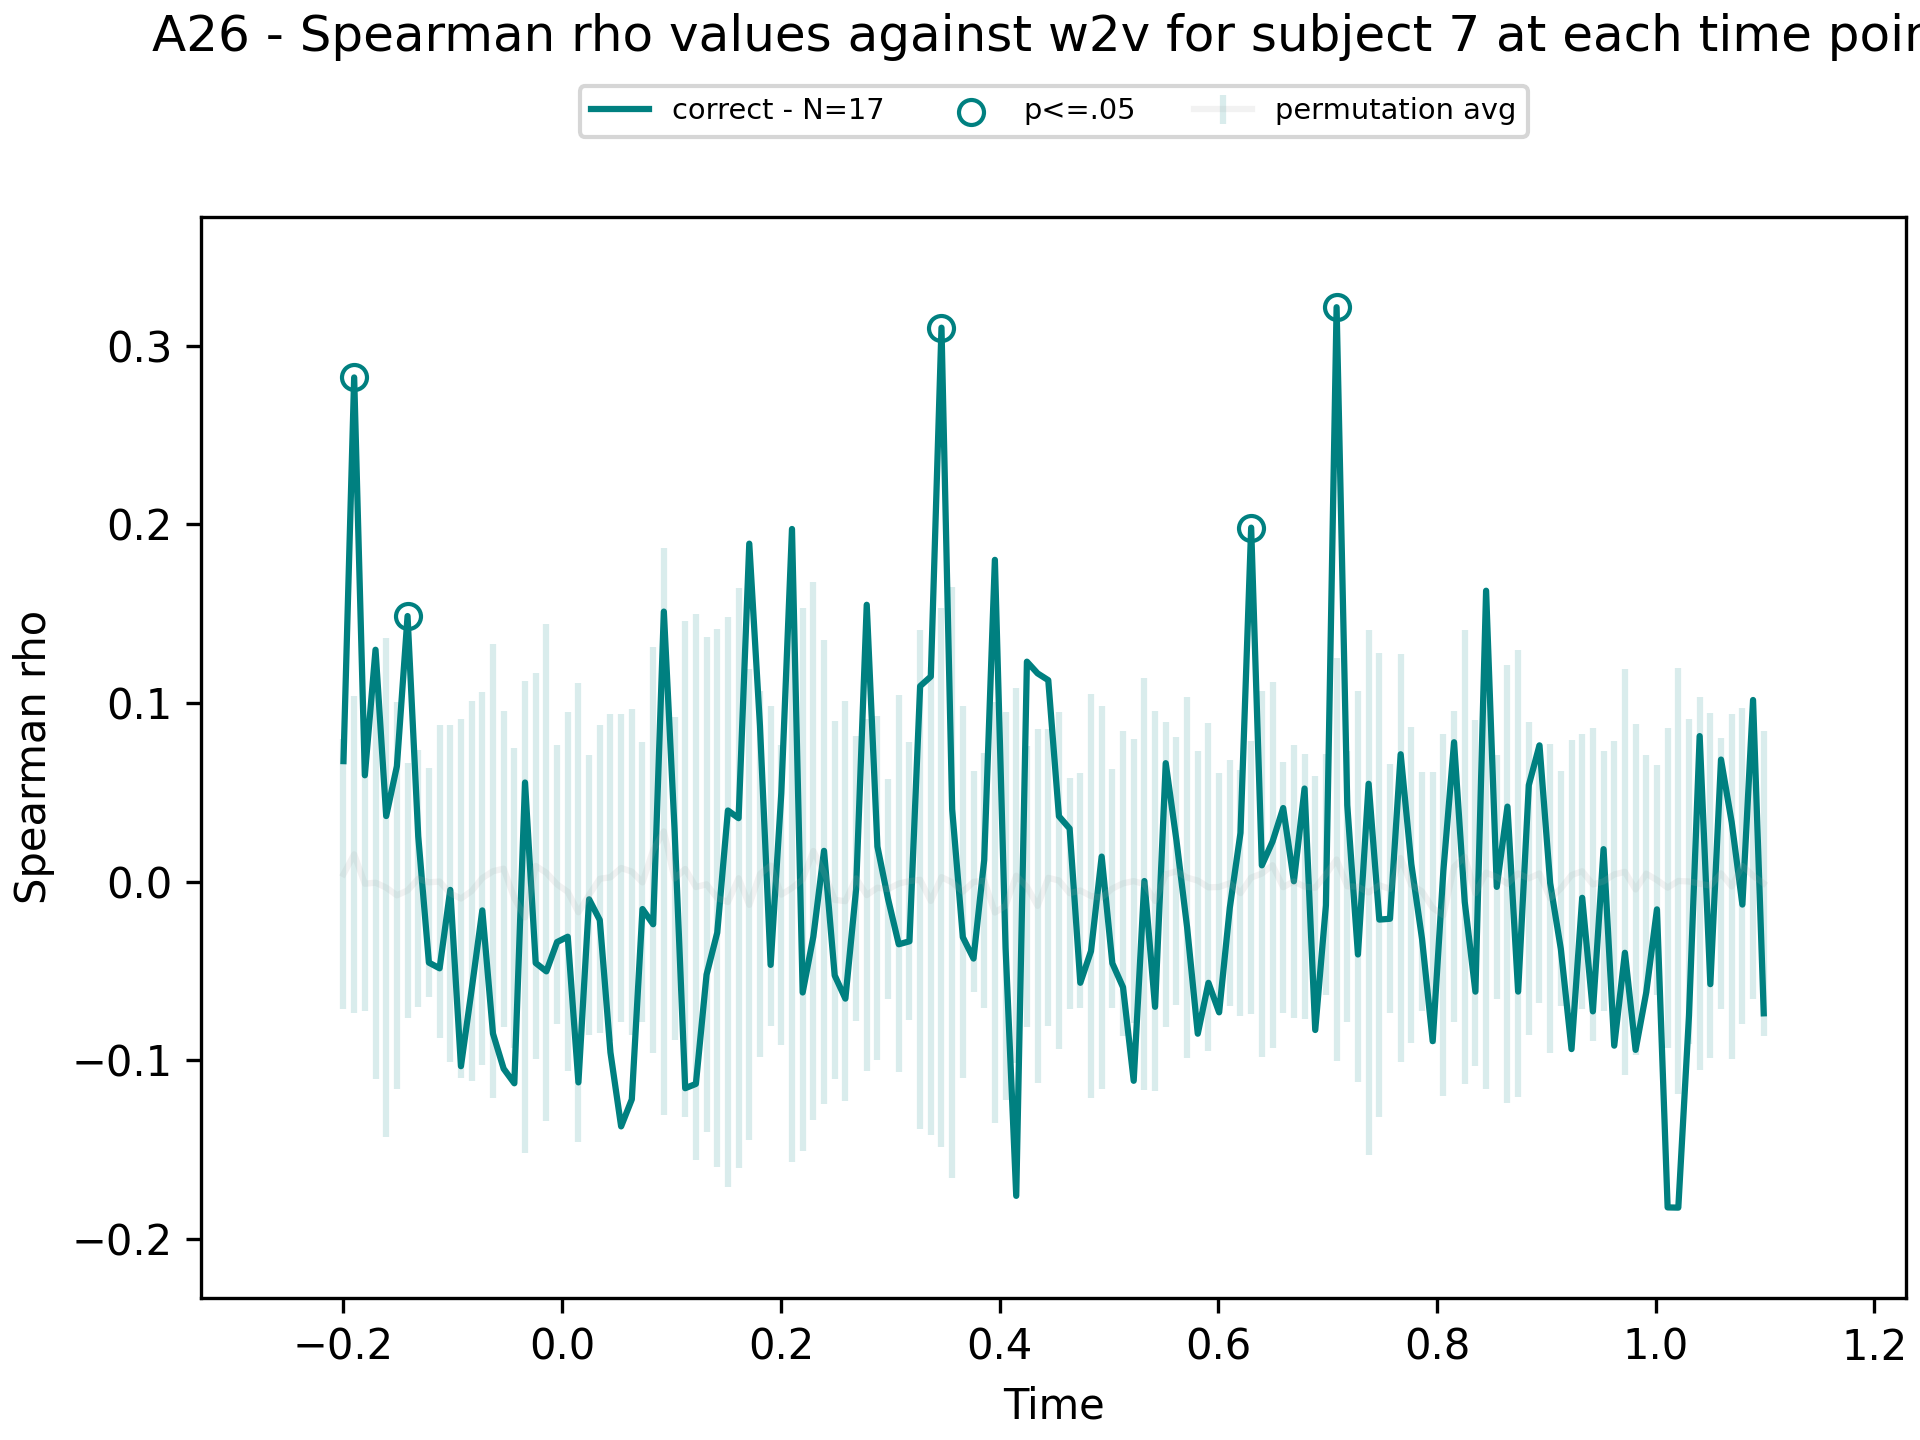 A26 - Spearman rho values against w2v for subject 7 at each time poin
correct - N=17 p<=.05 permutation avg
Spearman rho
0.3
0.2
0.1
0.0
−0.1
−0.2
−0.2 0.0 0.2 0.4 0.6 0.8 1.0 1.2
Time